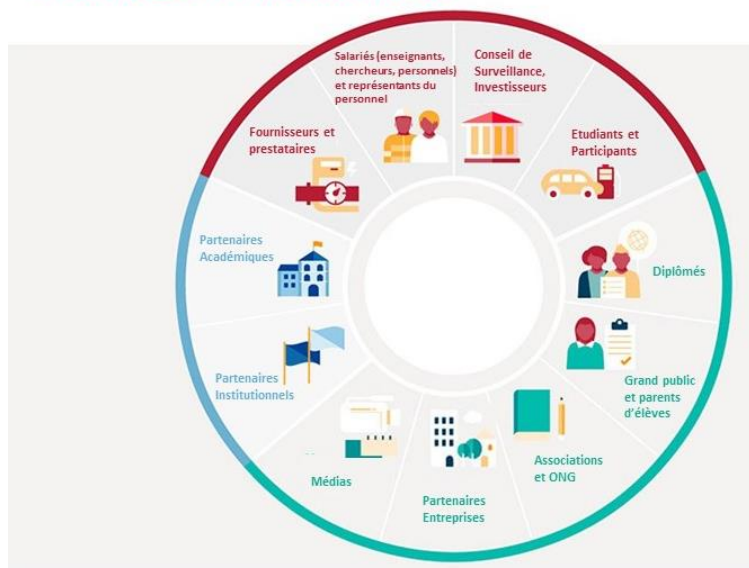 Salariés (enseignants,
chercheurs, personnels)
et représentants du
personnel
Conseil de
Surveillance,
Investisseurs
Etudiants et
Participants
Diplômés
Grand public
et parents
d'élèves
Associations
et ONG
Partenaires
Entreprises
Médias
Partenaires
Institutionnels
Partenaires
Académiques
Fournisseurs et
prestataires